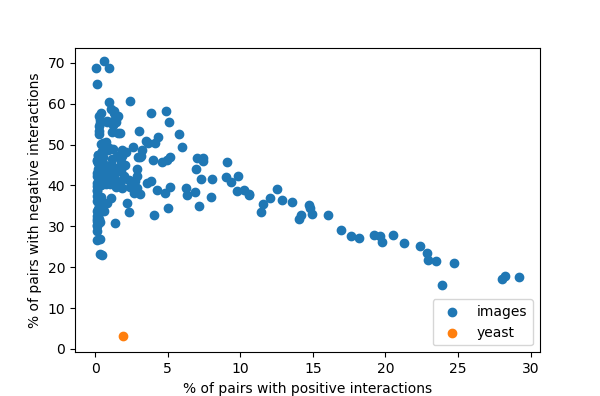 % of pairs with negative interactions
70
60
50
40
30
20
10
0
0 5 10 15 20 25 30
% of pairs with positive interactions
images
yeast